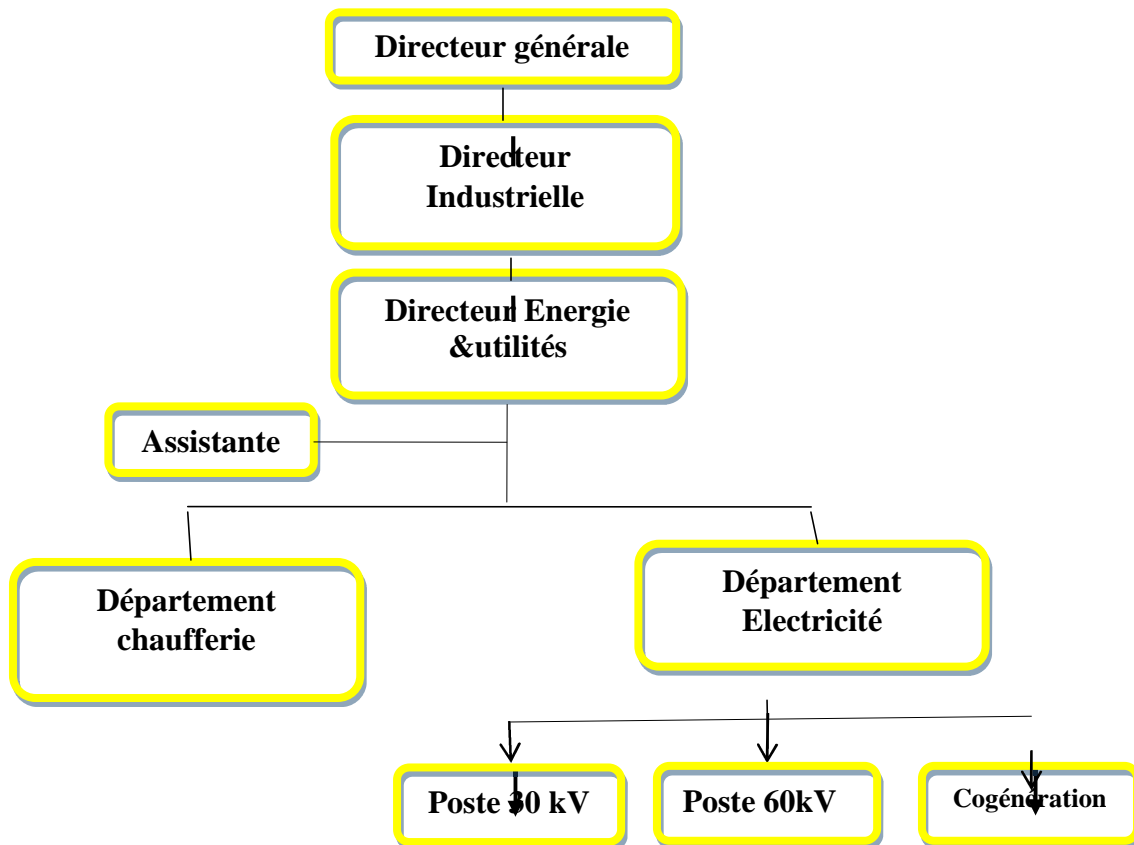 Directeur générale
Directeur
Industrielle
Directeur Energie
&utilités
Assistante
Département
chaufferie
Département
Electricité
Poste 30 kV
Poste 60kV
Cogénération